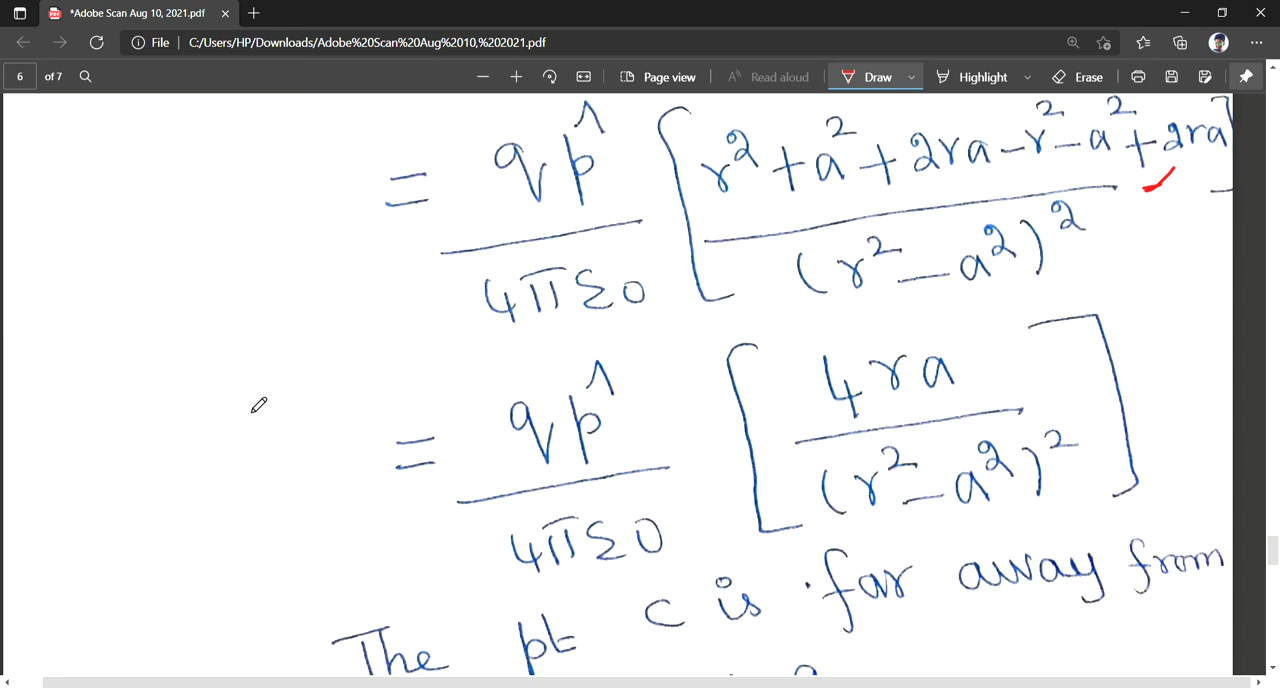 *Adobe Scan Aug 10, 2021.pdf
File | C:/Users/HP/Downloads/Adobe%20Scan%20Aug%2010,%202021.pdf
6 of 7 Page view Read aloud Draw Highlight Erase
= q p̂ / 4πε0 [ r² + a² + 2ra - r² - a² + 2ra / (r² - a²)² ]
= q p̂ / 4πε0 [ 4ra / (r² - a²)² ]
The pt c is far away from